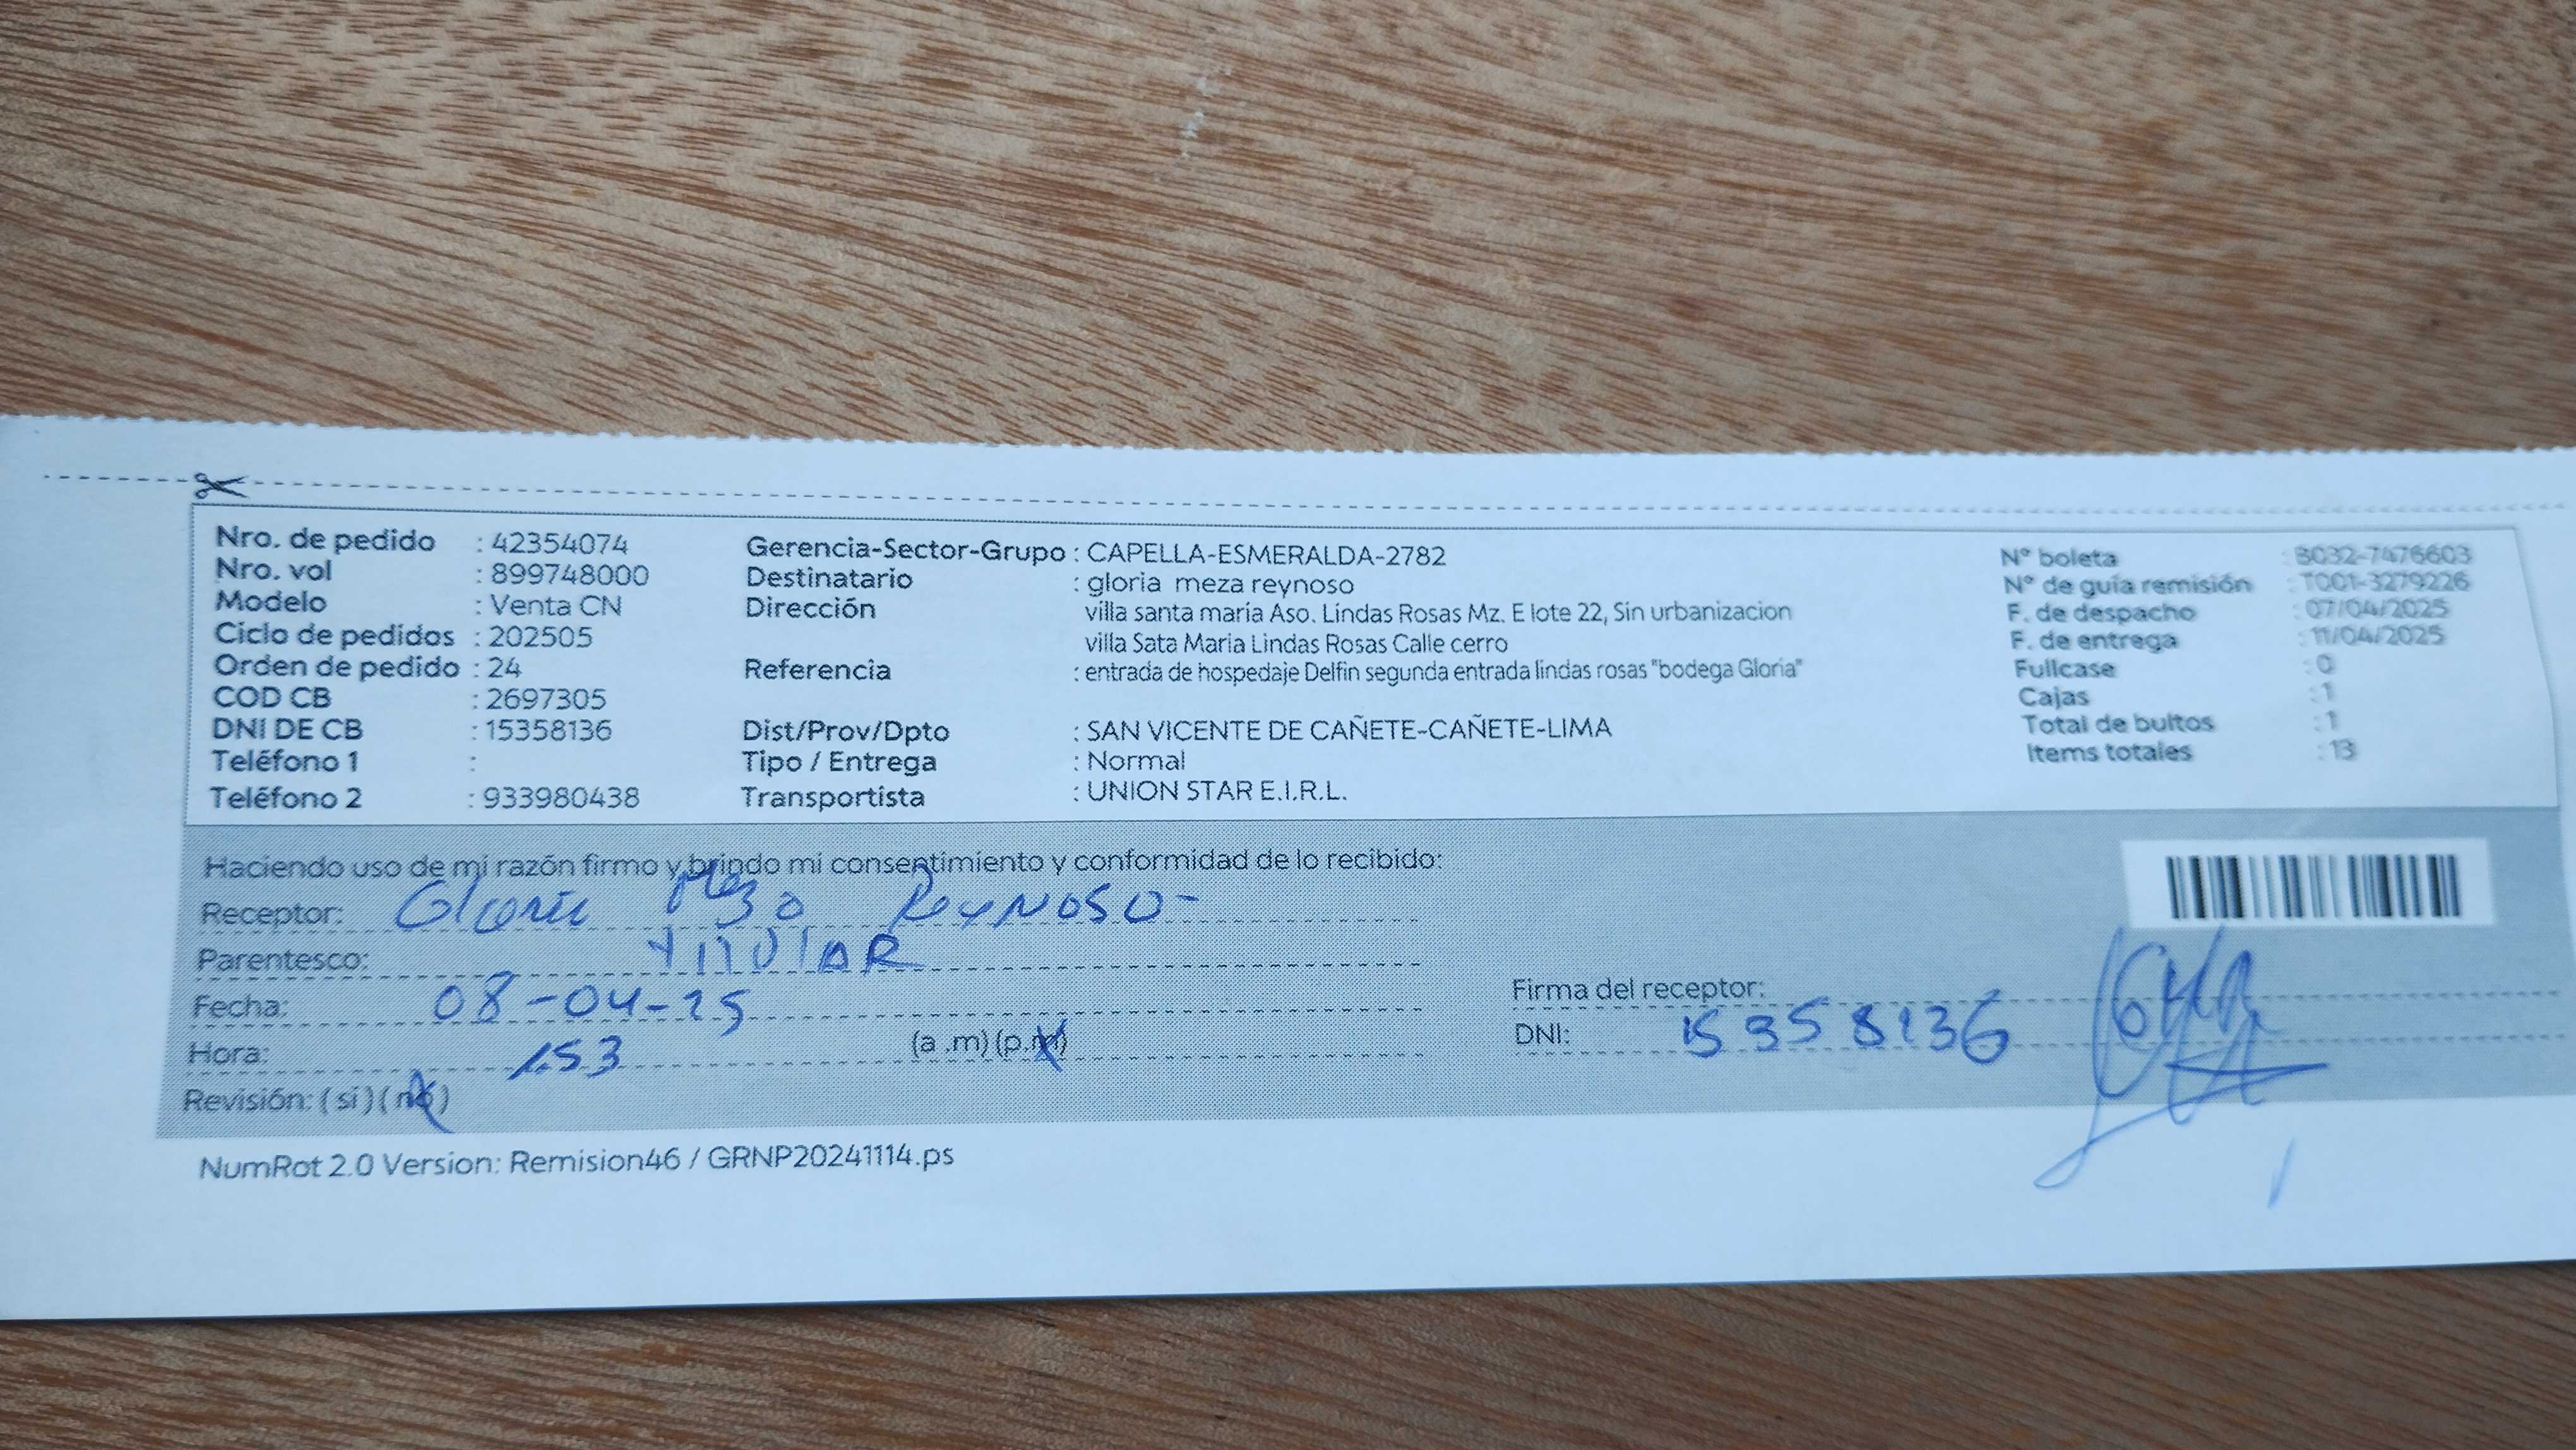 Nro. de pedido : 42354074
Nro. vol : 899748000
Modelo : Venta CN
Ciclo de pedidos : 202505
Orden de pedido : 24
COD CB : 2697305
DNI DE CB : 15358136
Teléfono 1 :
Teléfono 2 : 933980438
Gerencia-Sector-Grupo : CAPELLA-ESMERALDA-2782
Destinatario : gloria meza reynoso
Dirección villa santa maría Aso. Lindas Rosas Mz. E lote 22, Sin urbanizacion
villa Sata Maria Lindas Rosas Calle cerro
Referencia : entrada de hospedaje Delfin segunda entrada lindas rosas "bodega Gloria"
Dist/Prov/Dpto : SAN VICENTE DE CAÑETE-CAÑETE-LIMA
Tipo / Entrega : Normal
Transportista : UNION STAR E.I.R.L.
N° boleta : B032-7476603
N° de guía remisión : T001-3279226
F. de despacho : 07/04/2025
F. de entrega : 11/04/2025
Fullcase : 0
Cajas : 1
Total de bultos : 1
Items totales : 13
Haciendo uso de mi razón firmo y brindo mi consentimiento y conformidad de lo recibido:
Receptor: Gloria Meza Reynoso-
Parentesco: TITULAR
Fecha: 08-04-25
Hora: 1.53 (a .m) (p.m)
Revisión: ( si ) ( no )
Firma del receptor:
DNI: 15358136
NumRot 2.0 Version: Remision46 / GRNP20241114.ps